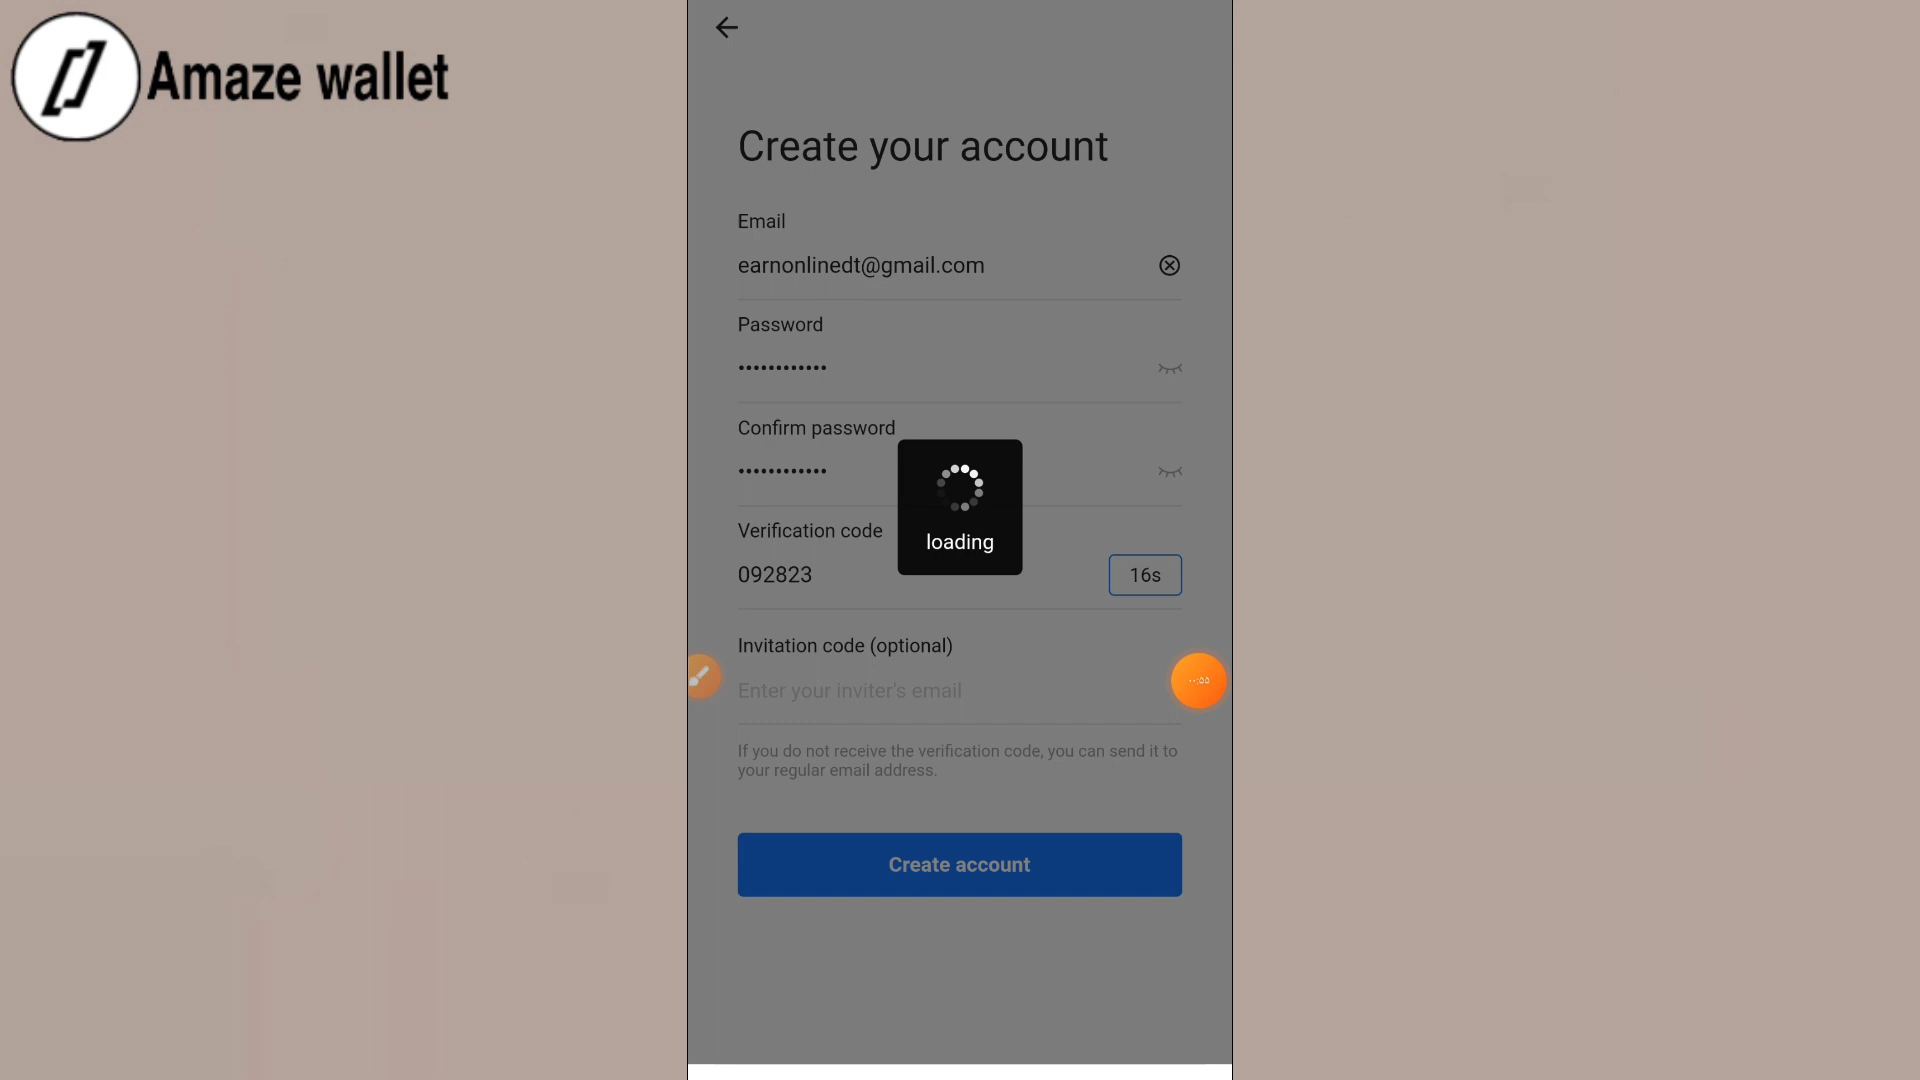 Amaze wallet
Create your account
Email
earnonlinedt@gmail.com
Password
••••••••••••
Confirm password
••••••••••••
loading
Verification code
092823
16s
Invitation code (optional)
Enter your inviter's email
٠٠:٥٥
If you do not receive the verification code, you can send it to
your regular email address.
Create account